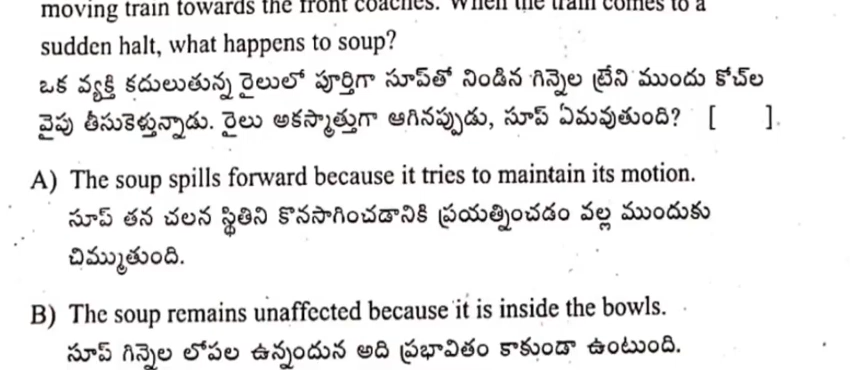 moving train towards the front coaches. When the train comes to a
sudden halt, what happens to soup?
ఒక వ్యక్తి కదులుతున్న రైలులో పూర్తిగా సూప్‌తో నిండిన గిన్నెల ట్రేని ముందు కోచ్‌ల
వైపు తీసుకెళ్తున్నాడు. రైలు అకస్మాత్తుగా ఆగినప్పుడు, సూప్ ఏమవుతుంది? [ ].
A) The soup spills forward because it tries to maintain its motion.
సూప్ తన చలన స్థితిని కొనసాగించడానికి ప్రయత్నించడం వల్ల ముందుకు
చిమ్ముతుంది.
B) The soup remains unaffected because it is inside the bowls.
సూప్ గిన్నెల లోపల ఉన్నందున అది ప్రభావితం కాకుండా ఉంటుంది.